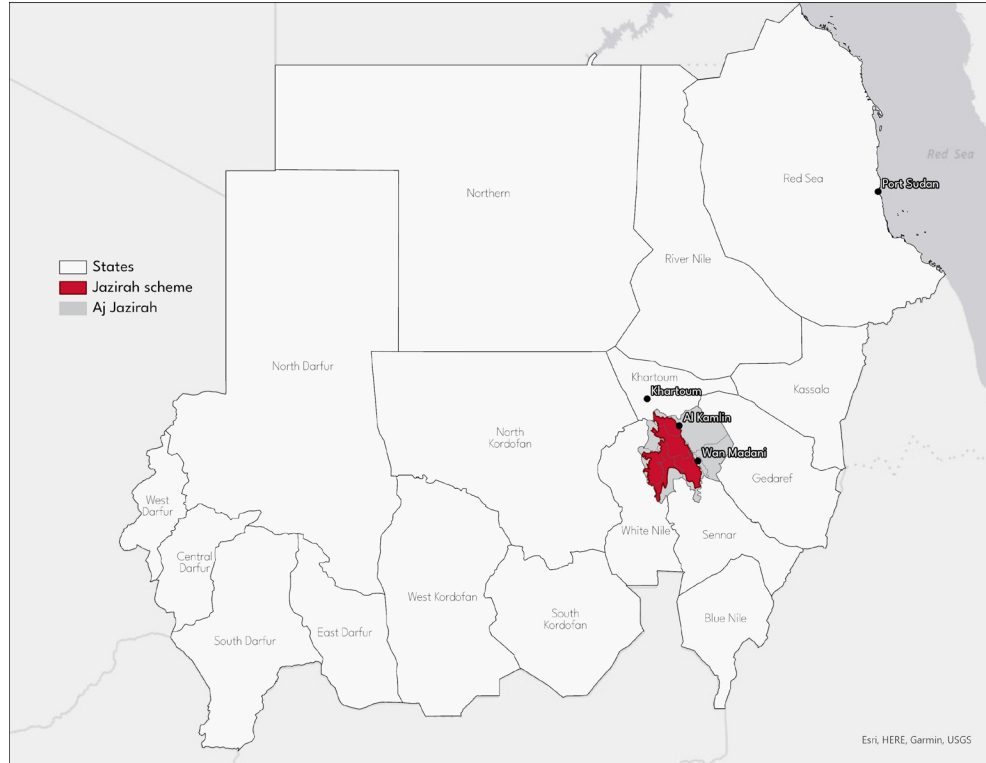 Red Sea
Red Sea
Port Sudan
Northern
River Nile
States
Jazirah scheme
Aj Jazirah
North Darfur
Khartoum
Khartoum
Kassala
Al Kamlin
North
Kordofan
Wan Madani
Gedaref
West
Darfur
White Nile
Sennar
Central
Darfur
West Kordofan
South
Kordofan
Blue Nile
East Darfur
South Darfur
Esri, HERE, Garmin, USGS